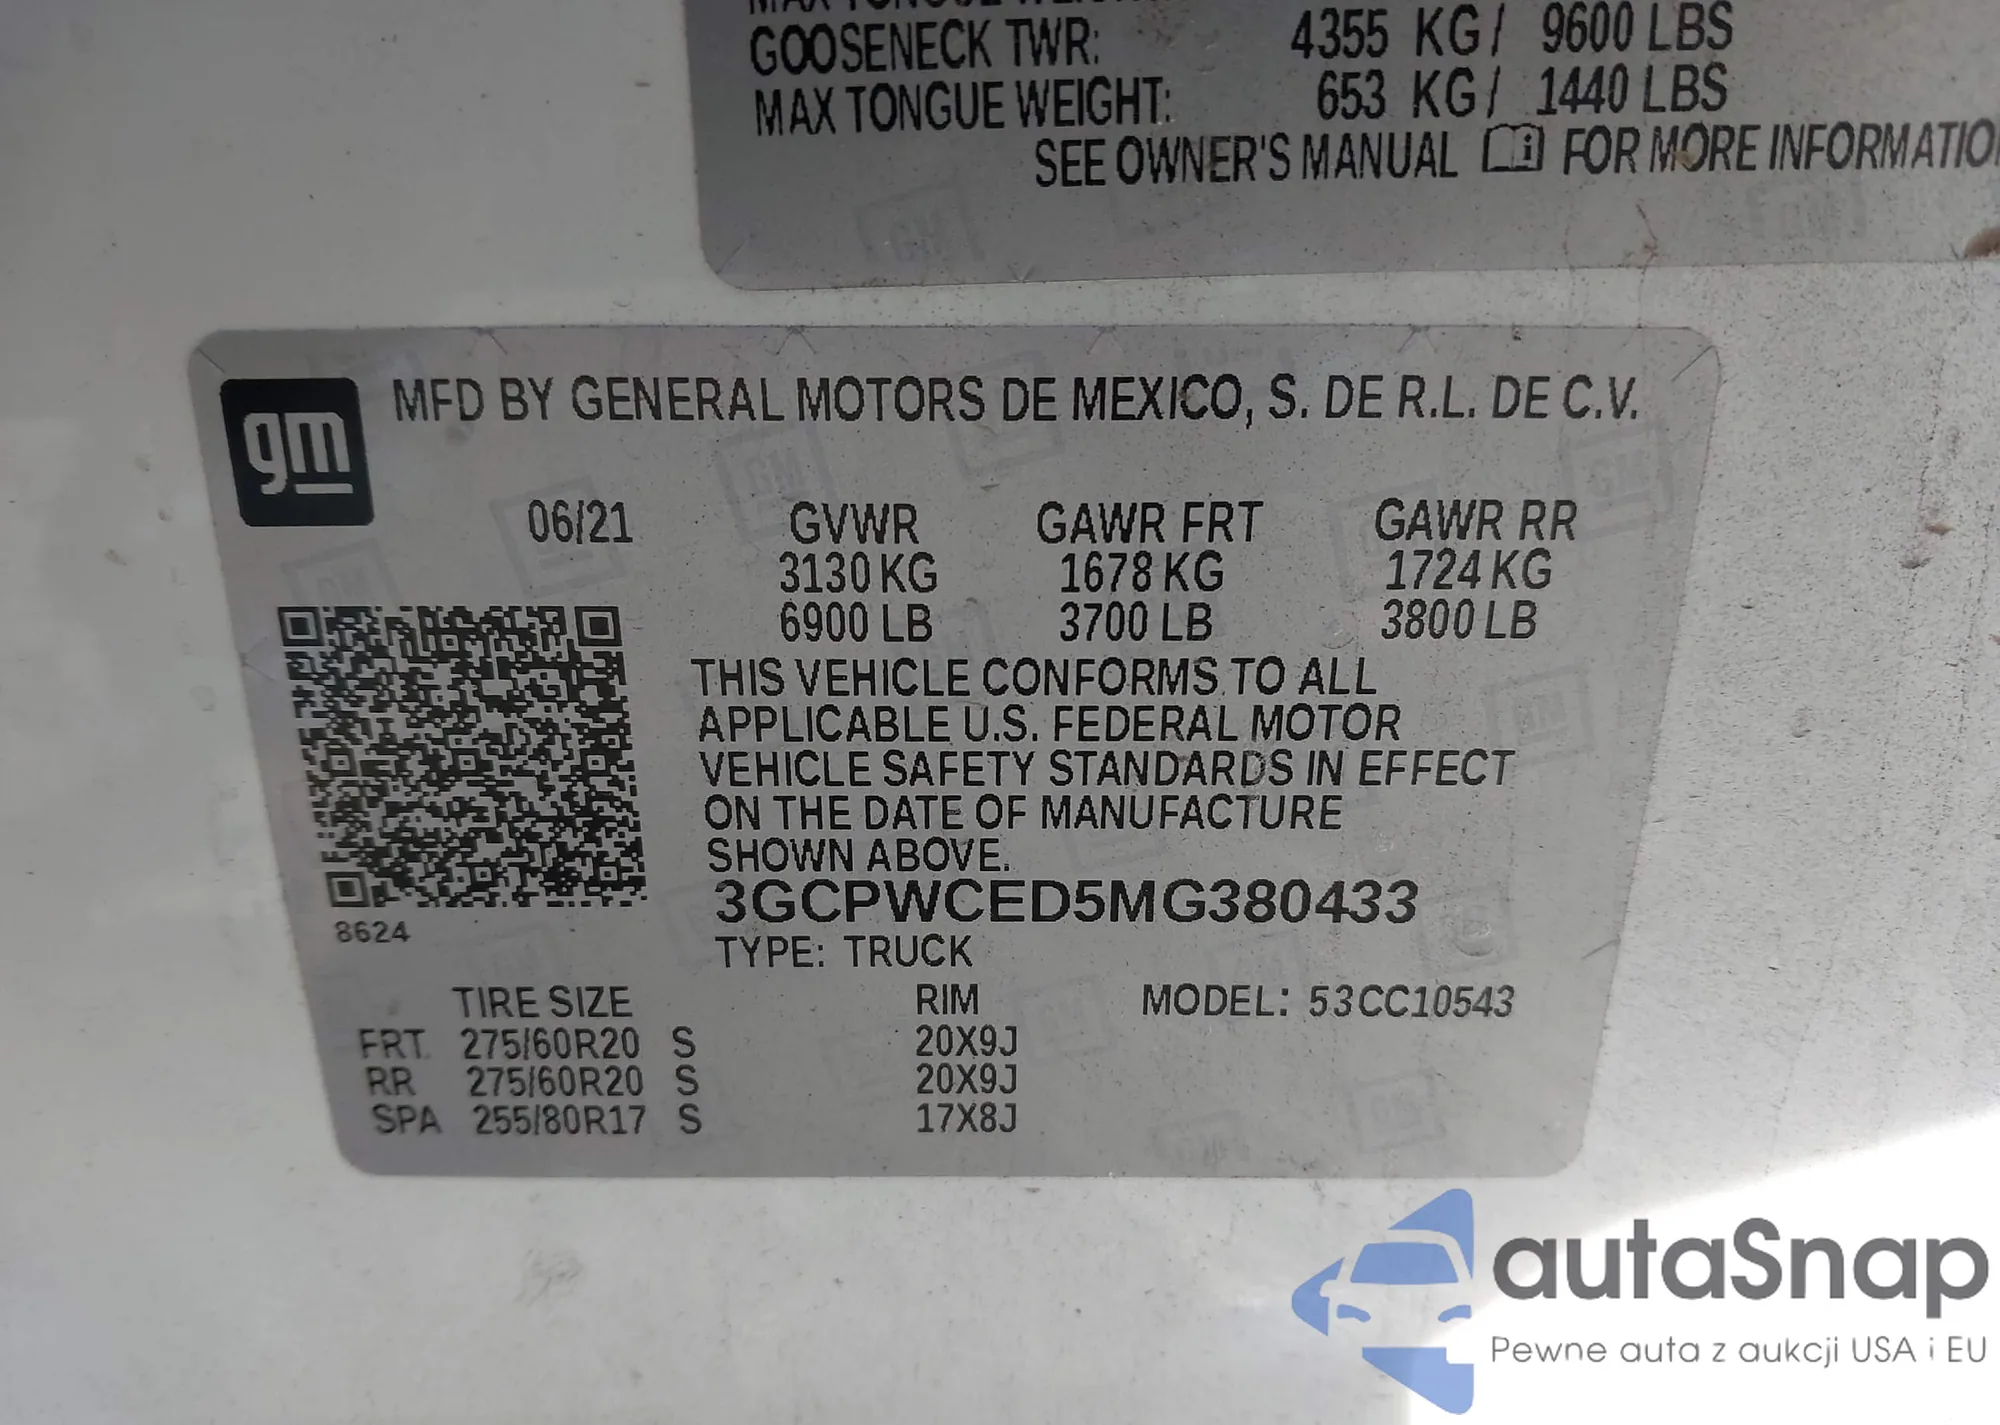 MAX TONGUE WEIGHT:
GOOSENECK TWR: 4355 KG/ 9600 LBS
MAX TONGUE WEIGHT: 653 KG/ 1440 LBS
SEE OWNER'S MANUAL FOR MORE INFORMATIO
gm
MFD BY GENERAL MOTORS DE MEXICO, S. DE R.L. DE C.V.
06/21 GVWR GAWR FRT GAWR RR
3130 KG 1678 KG 1724 KG
6900 LB 3700 LB 3800 LB
THIS VEHICLE CONFORMS TO ALL
APPLICABLE U.S. FEDERAL MOTOR
VEHICLE SAFETY STANDARDS IN EFFECT
ON THE DATE OF MANUFACTURE
SHOWN ABOVE.
3GCPWCED5MG380433
8624
TYPE: TRUCK
TIRE SIZE RIM MODEL: 53CC10543
FRT 275/60R20 S 20X9J
RR 275/60R20 S 20X9J
SPA 255/80R17 S 17X8J
autaSnap
Pewne auta z aukcji USA i EU